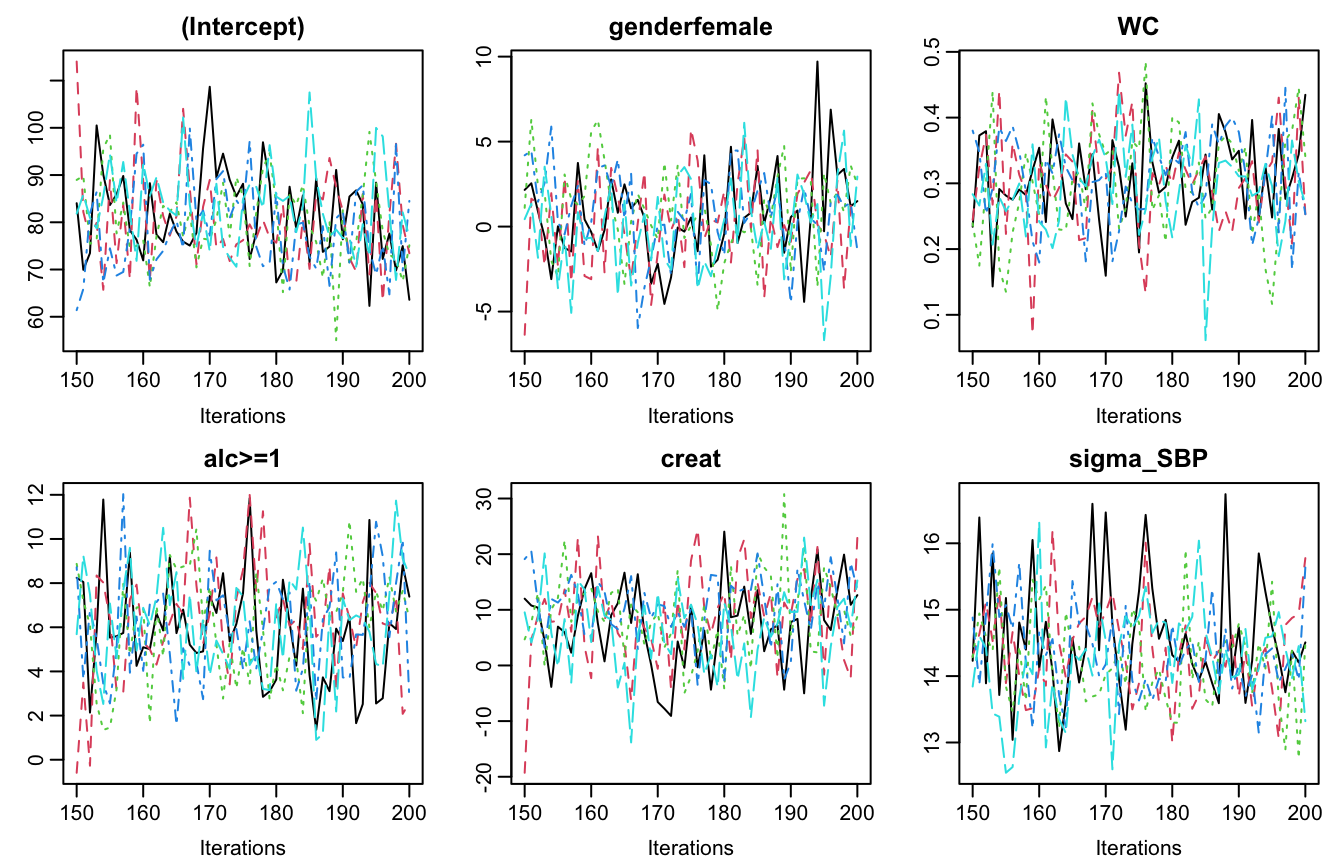 (Intercept)
100
90
80
70
60
150 160 170 180 190 200
Iterations
genderfemale
10
5
0
-5
150 160 170 180 190 200
Iterations
WC
0.5
0.4
0.3
0.2
0.1
150 160 170 180 190 200
Iterations
alc>=1
12
10
8
6
4
2
0
150 160 170 180 190 200
Iterations
creat
30
20
10
0
-10
-20
150 160 170 180 190 200
Iterations
sigma_SBP
16
15
14
13
150 160 170 180 190 200
Iterations